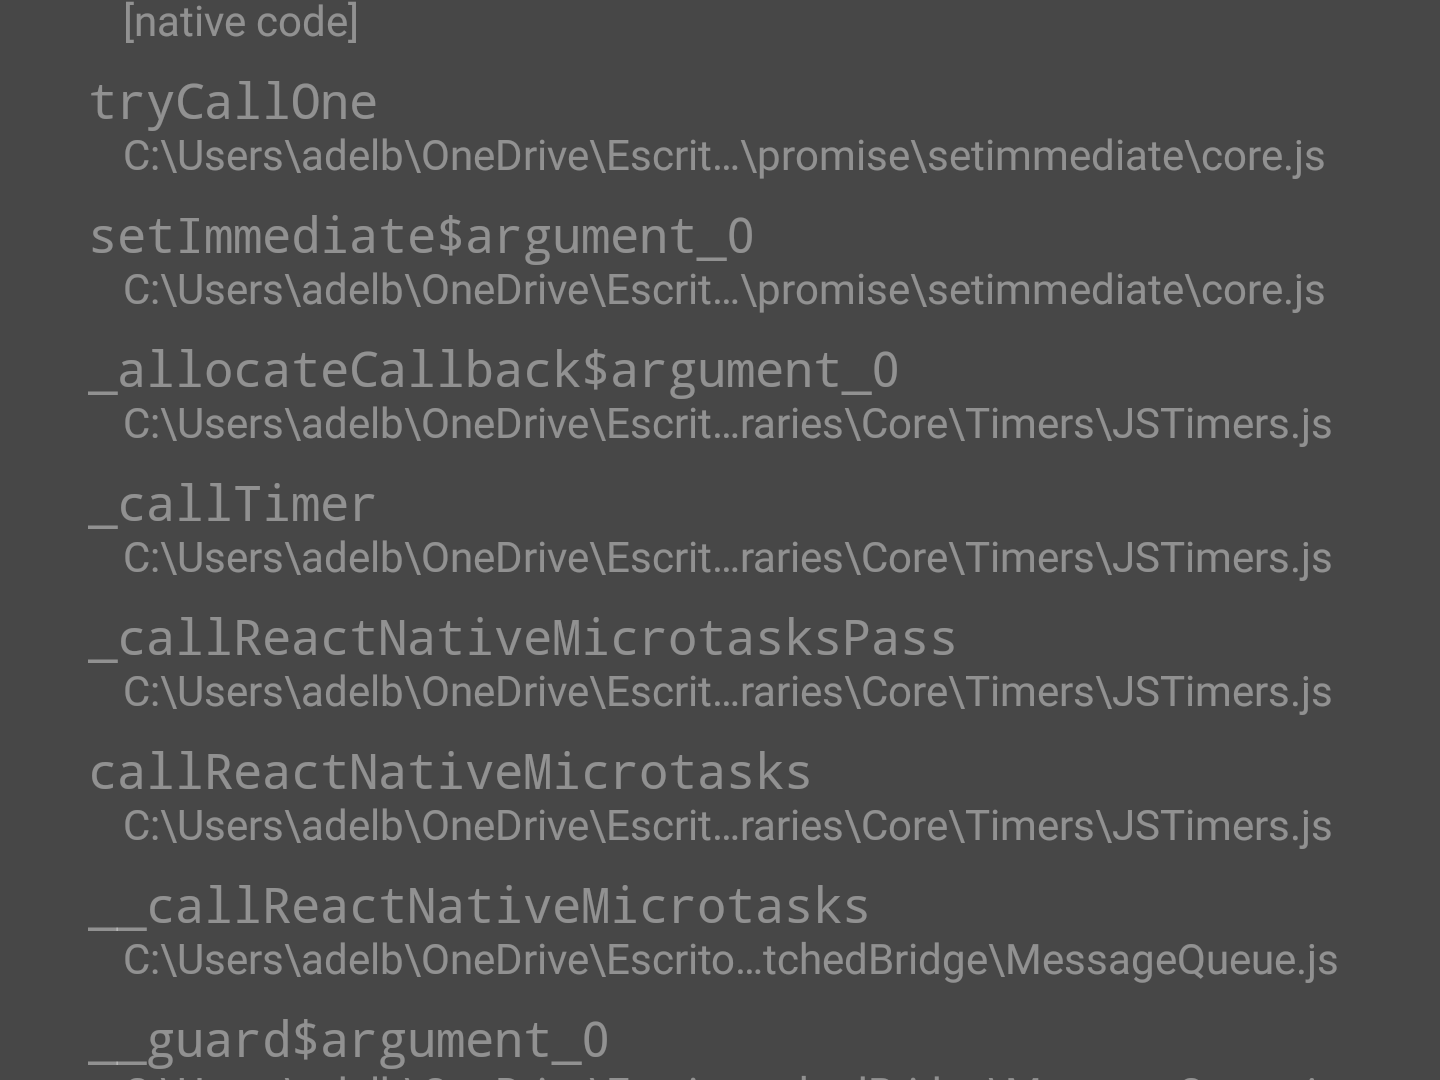 [native code]
tryCallOne
C:\Users\adelb\OneDrive\Escrit...\promise\setimmediate\core.js
setImmediate$argument_0
C:\Users\adelb\OneDrive\Escrit...\promise\setimmediate\core.js
_allocateCallback$argument_0
C:\Users\adelb\OneDrive\Escrit...raries\Core\Timers\JSTimers.js
_callTimer
C:\Users\adelb\OneDrive\Escrit...raries\Core\Timers\JSTimers.js
_callReactNativeMicrotasksPass
C:\Users\adelb\OneDrive\Escrit...raries\Core\Timers\JSTimers.js
callReactNativeMicrotasks
C:\Users\adelb\OneDrive\Escrit...raries\Core\Timers\JSTimers.js
__callReactNativeMicrotasks
C:\Users\adelb\OneDrive\Escrito...tchedBridge\MessageQueue.js
__guard$argument_0